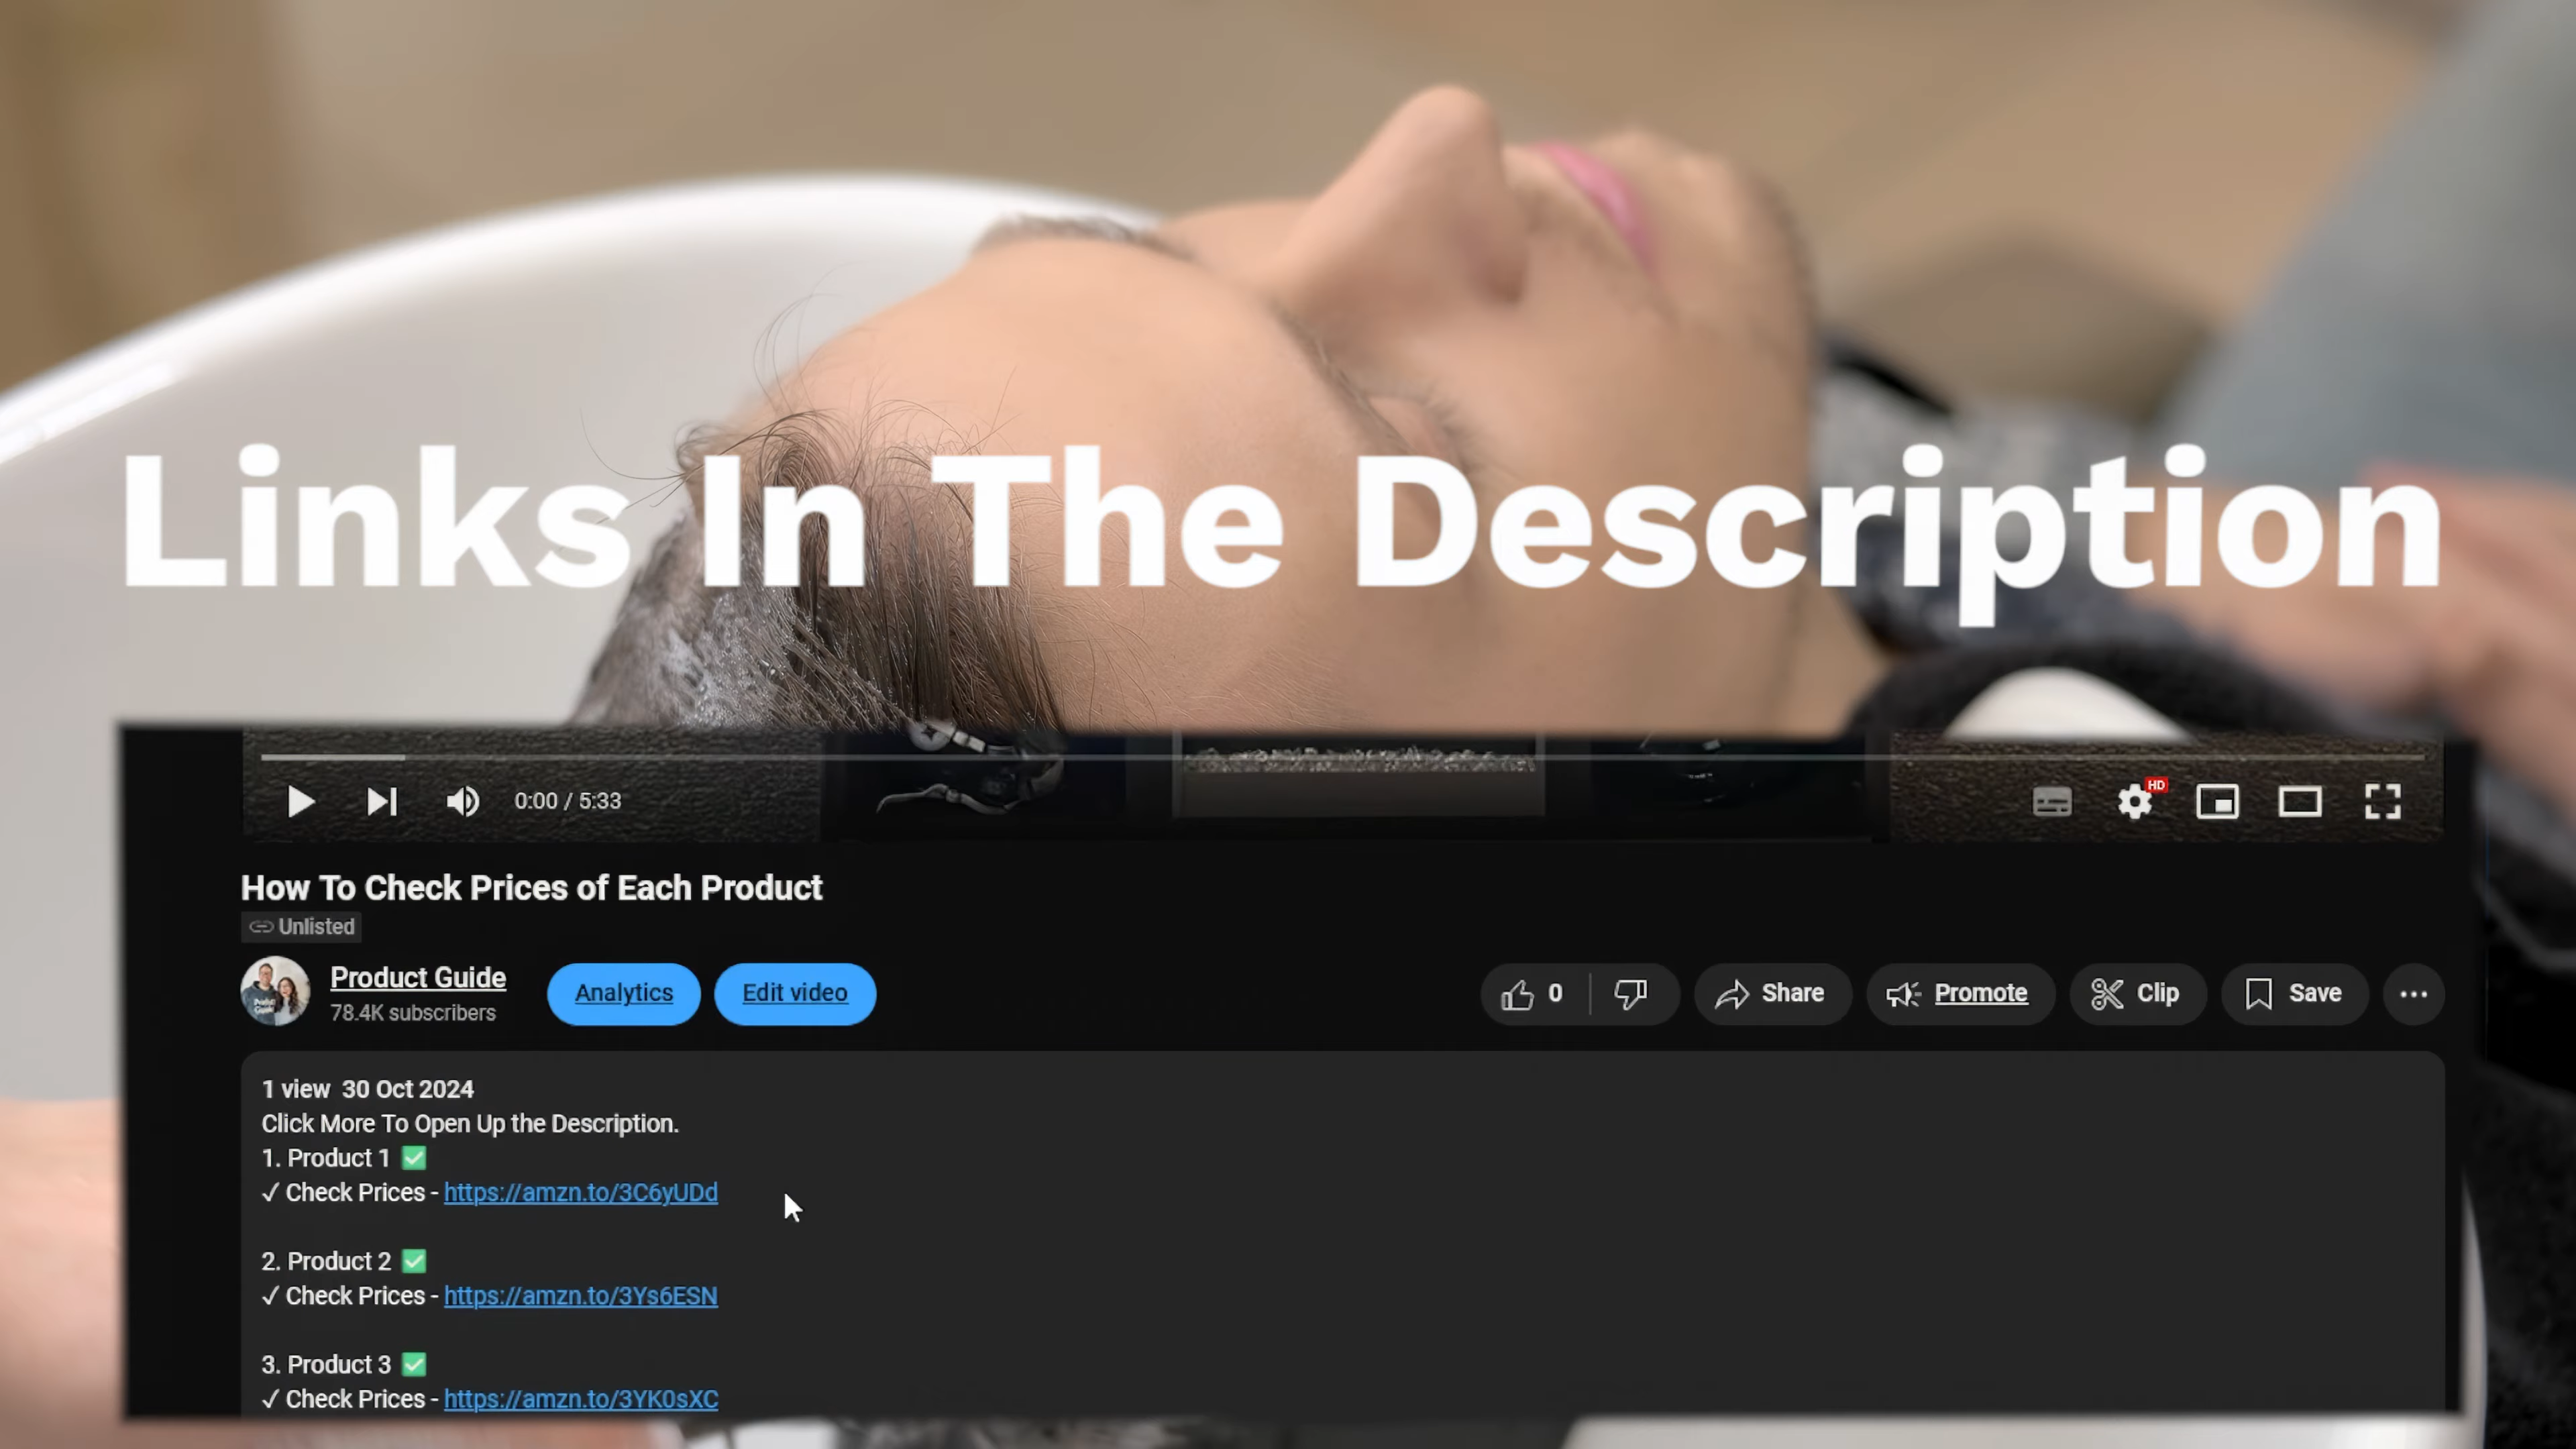 Links In The Description
0:00 / 5:33
HD
How To Check Prices of Each Product
Unlisted
Product Guide
78.4K subscribers
Analytics
Edit video
0
Share
Promote
Clip
Save
1 view 30 Oct 2024
Click More To Open Up the Description.
1. Product 1 ✅
✓ Check Prices - https://amzn.to/3C6yUDd
2. Product 2 ✅
✓ Check Prices - https://amzn.to/3Ys6ESN
3. Product 3 ✅
✓ Check Prices - https://amzn.to/3YK0sXC